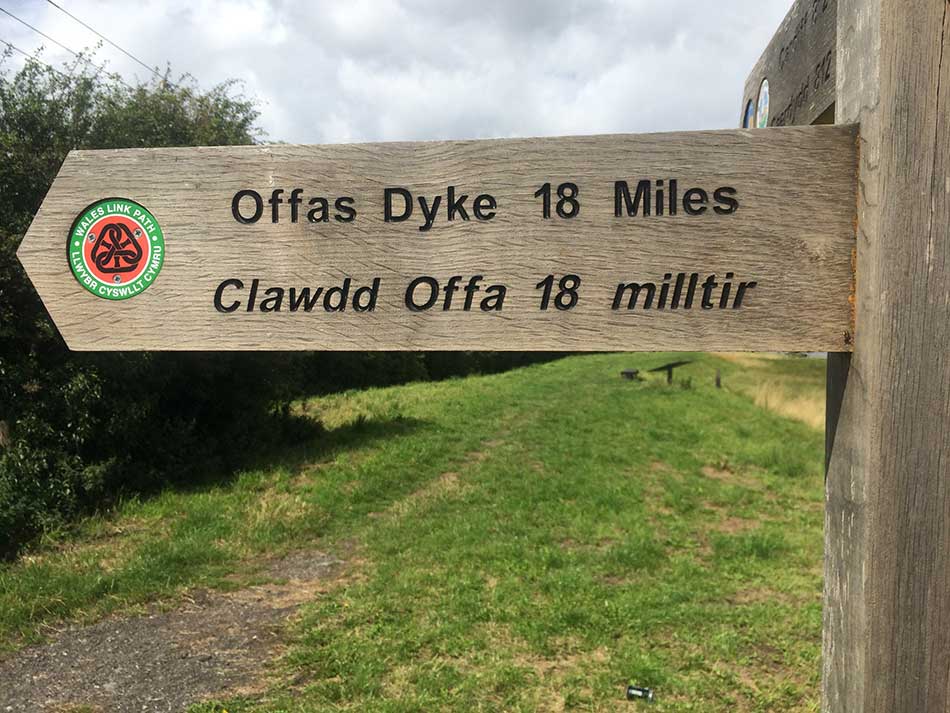 Offas Dyke 18 Miles
Clawdd Offa 18 milltir
WALES LINK PATH
LLWYBR CYSWLLT CYMRU